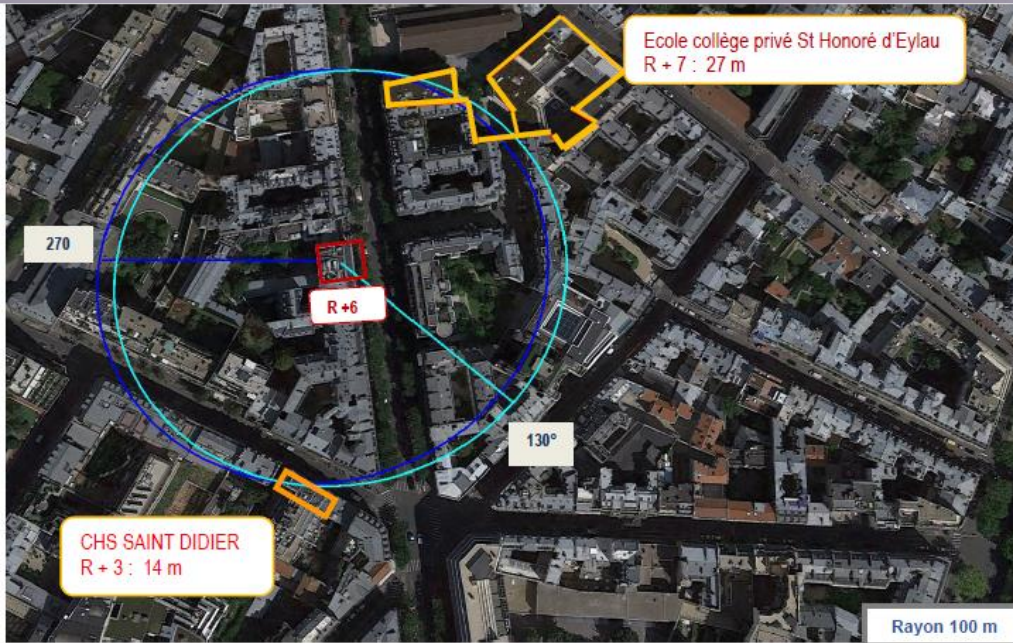 Ecole collège privé St Honoré d'Eylau
R + 7 : 27 m
270
R +6
130°
CHS SAINT DIDIER
R + 3 : 14 m
Rayon 100 m